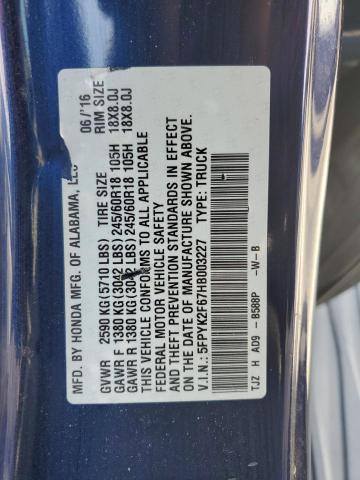 MFD. BY HONDA MFG. OF ALABAMA, LLC 06/'16
TIRE SIZE RIM SIZE
GVWR 2590 KG(5710 LBS)
GAWR F 1380 KG(3042 LBS)245/60R18 105H 18X8.0J
GAWR R 1380 KG(3042 LBS)245/60R18 105H 18X8.0J
THIS VEHICLE CONFORMS TO ALL APPLICABLE
FEDERAL MOTOR VEHICLE SAFETY
AND THEFT PREVENTION STANDARDS IN EFFECT
ON THE DATE OF MANUFACTURE SHOWN ABOVE.
V.I.N.: 5FPYK2F67HB003227 TYPE: TRUCK
TJZ H AD9 - B588P -W-B